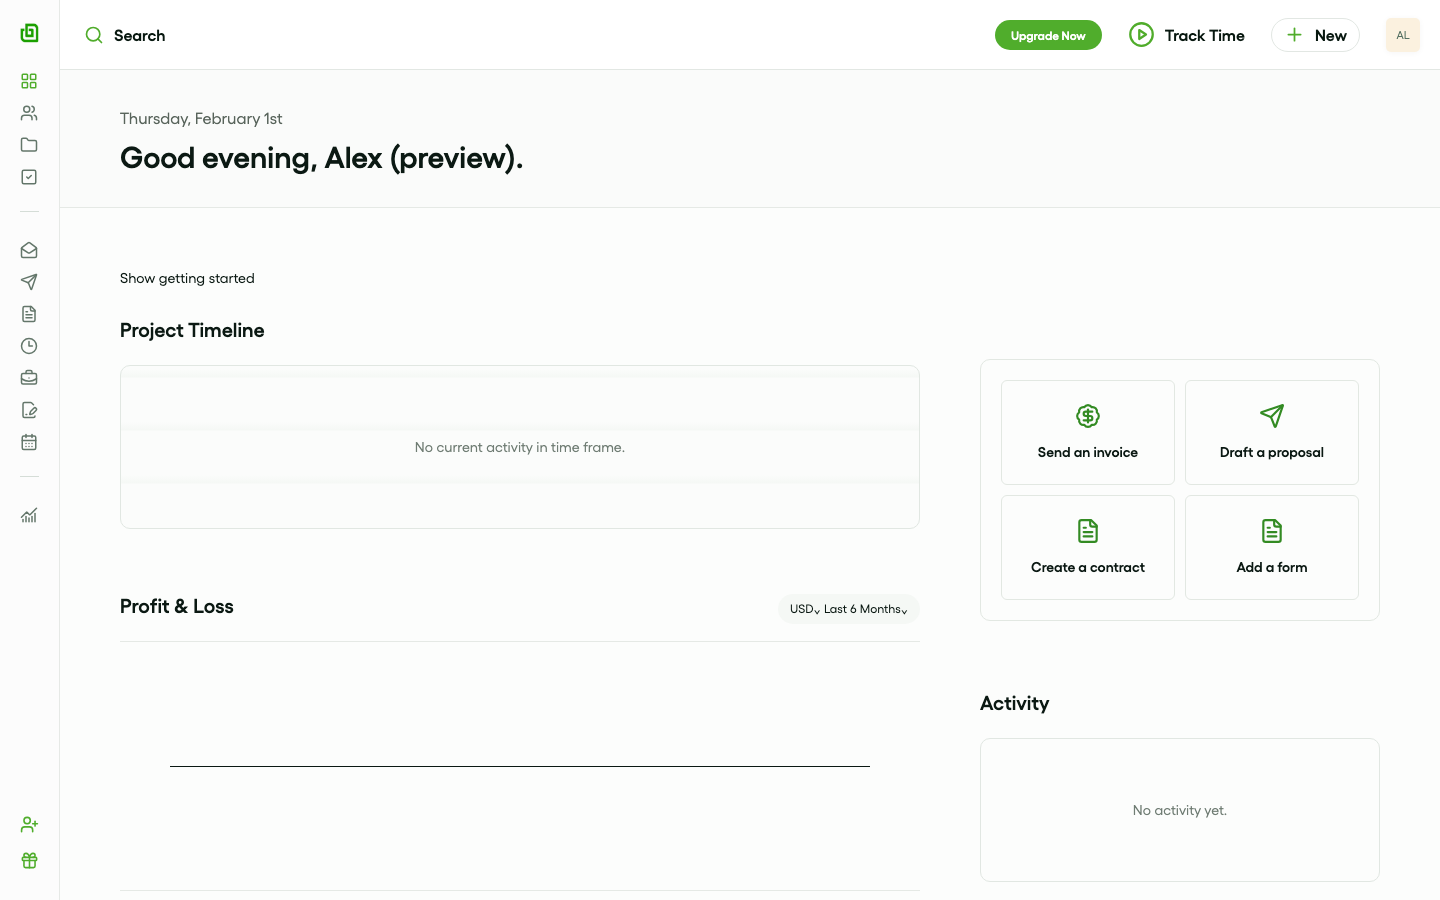 Search
Upgrade Now
Track Time
New
AL
Thursday, February 1st
Good evening, Alex (preview).
Show getting started
Project Timeline
No current activity in time frame.
Send an invoice
Draft a proposal
Create a contract
Add a form
Profit & Loss
USD Last 6 Months
Activity
No activity yet.